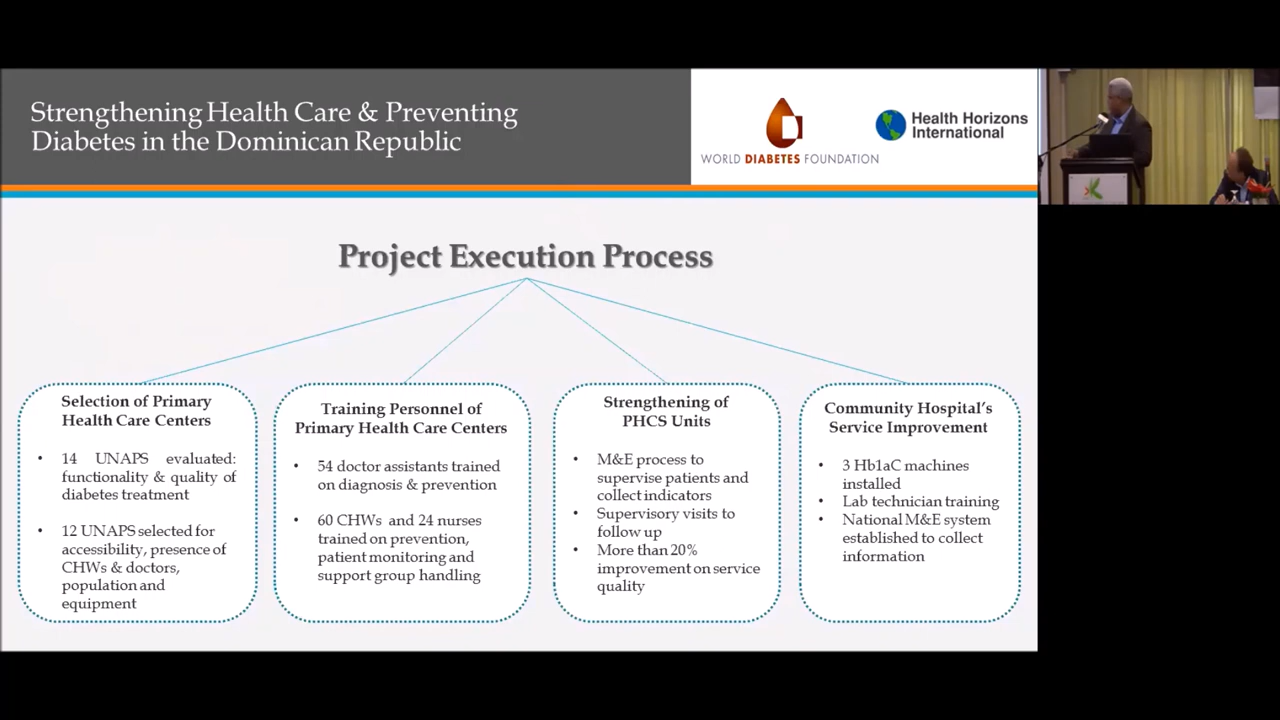 Strengthening Health Care & Preventing
Diabetes in the Dominican Republic
WORLD DIABETES FOUNDATION
Health Horizons
International
Project Execution Process
Selection of Primary
Health Care Centers
• 14 UNAPS evaluated:
functionality & quality of
diabetes treatment
• 12 UNAPS selected for
accessibility, presence of
CHWs & doctors,
population and
equipment
Training Personnel of
Primary Health Care Centers
• 54 doctor assistants trained
on diagnosis & prevention
• 60 CHWs and 24 nurses
trained on prevention,
patient monitoring and
support group handling
Strengthening of
PHCS Units
• M&E process to
supervise patients and
collect indicators
• Supervisory visits to
follow up
• More than 20%
improvement on service
quality
Community Hospital's
Service Improvement
• 3 Hb1aC machines
installed
• Lab technician training
• National M&E system
established to collect
information